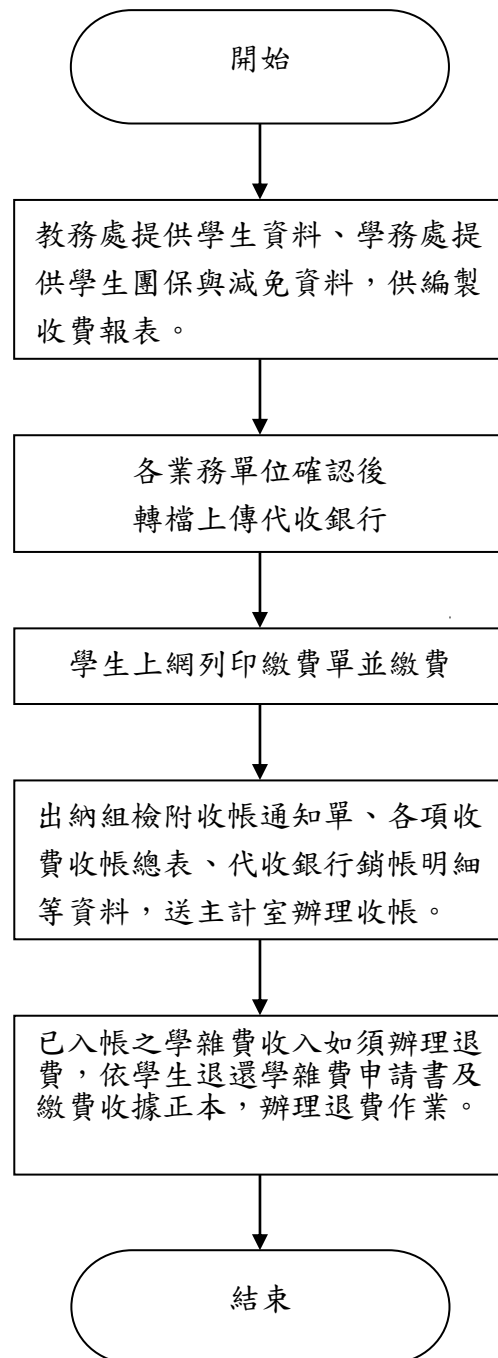 開始
教務處提供學生資料、學務處提
供學生團保與減免資料，供編製
收費報表。
各業務單位確認後
轉檔上傳代收銀行
學生上網列印繳費單並繳費
出納組檢附收帳通知單、各項收
費收帳總表、代收銀行銷帳明細
等資料，送主計室辦理收帳。
已入帳之學雜費收入如須辦理退
費，依學生退還學雜費申請書及
繳費收據正本，辦理退費作業。
結束